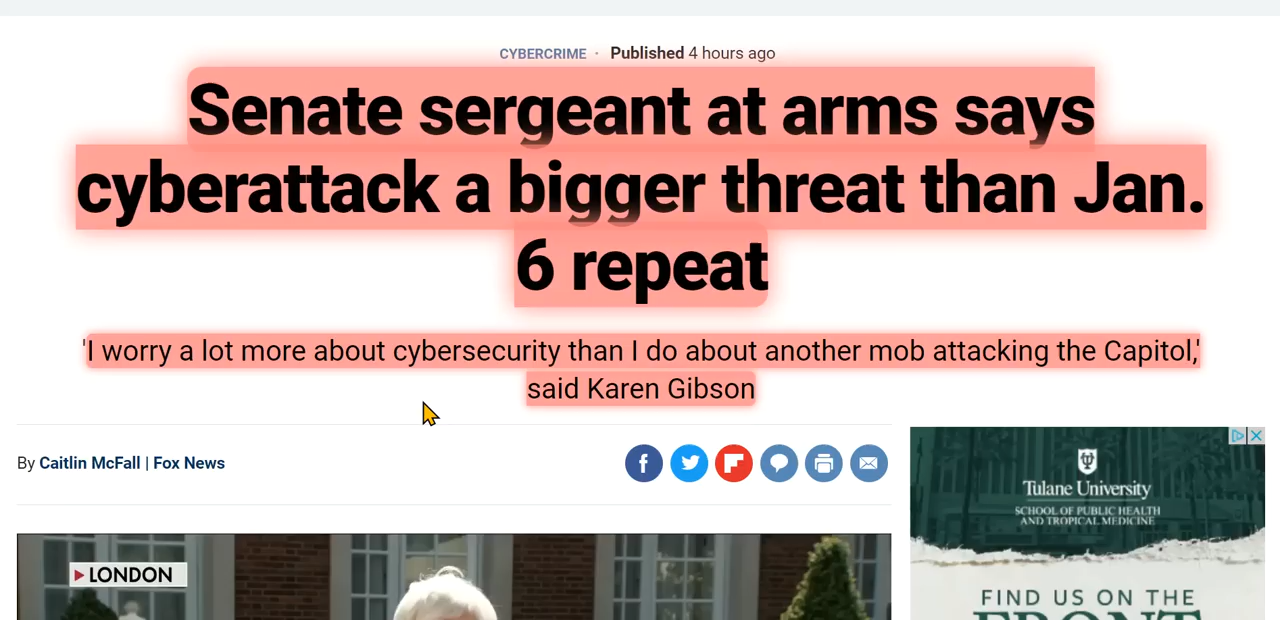 CYBERCRIME · Published 4 hours ago
Senate sergeant at arms says
cyberattack a bigger threat than Jan.
6 repeat
'I worry a lot more about cybersecurity than I do about another mob attacking the Capitol,'
said Karen Gibson
By Caitlin McFall | Fox News
LONDON
Tulane University
SCHOOL OF PUBLIC HEALTH
AND TROPICAL MEDICINE
FIND US ON THE
FRONT